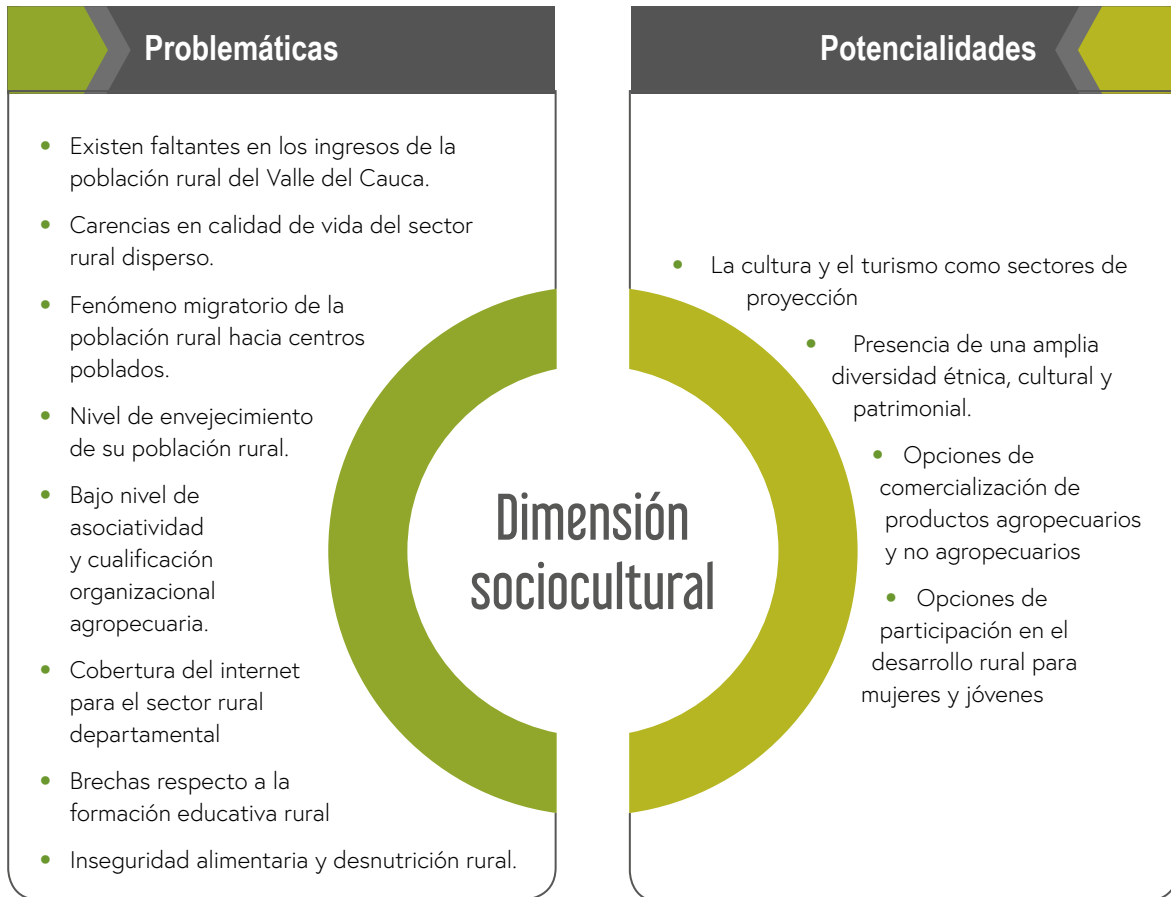 Problemáticas
• Existen faltantes en los ingresos de la
población rural del Valle del Cauca.
• Carencias en calidad de vida del sector
rural disperso.
• Fenómeno migratorio de la
población rural hacia centros
poblados.
• Nivel de envejecimiento
de su población rural.
• Bajo nivel de
asociatividad
y cualificación
organizacional
agropecuaria.
• Cobertura del internet
para el sector rural
departamental
• Brechas respecto a la
formación educativa rural
• Inseguridad alimentaria y desnutrición rural.
Dimensión
sociocultural
Potencialidades
• La cultura y el turismo como sectores de
proyección
• Presencia de una amplia
diversidad étnica, cultural y
patrimonial.
• Opciones de
comercialización de
productos agropecuarios
y no agropecuarios
• Opciones de
participación en el
desarrollo rural para
mujeres y jóvenes